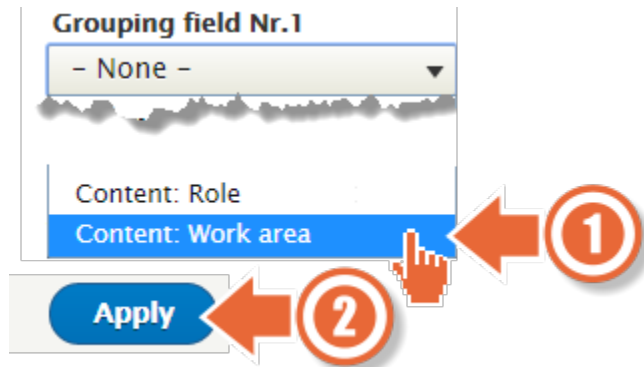 Grouping field Nr.1
– None –
Content: Role
Content: Work area
1
Apply
2